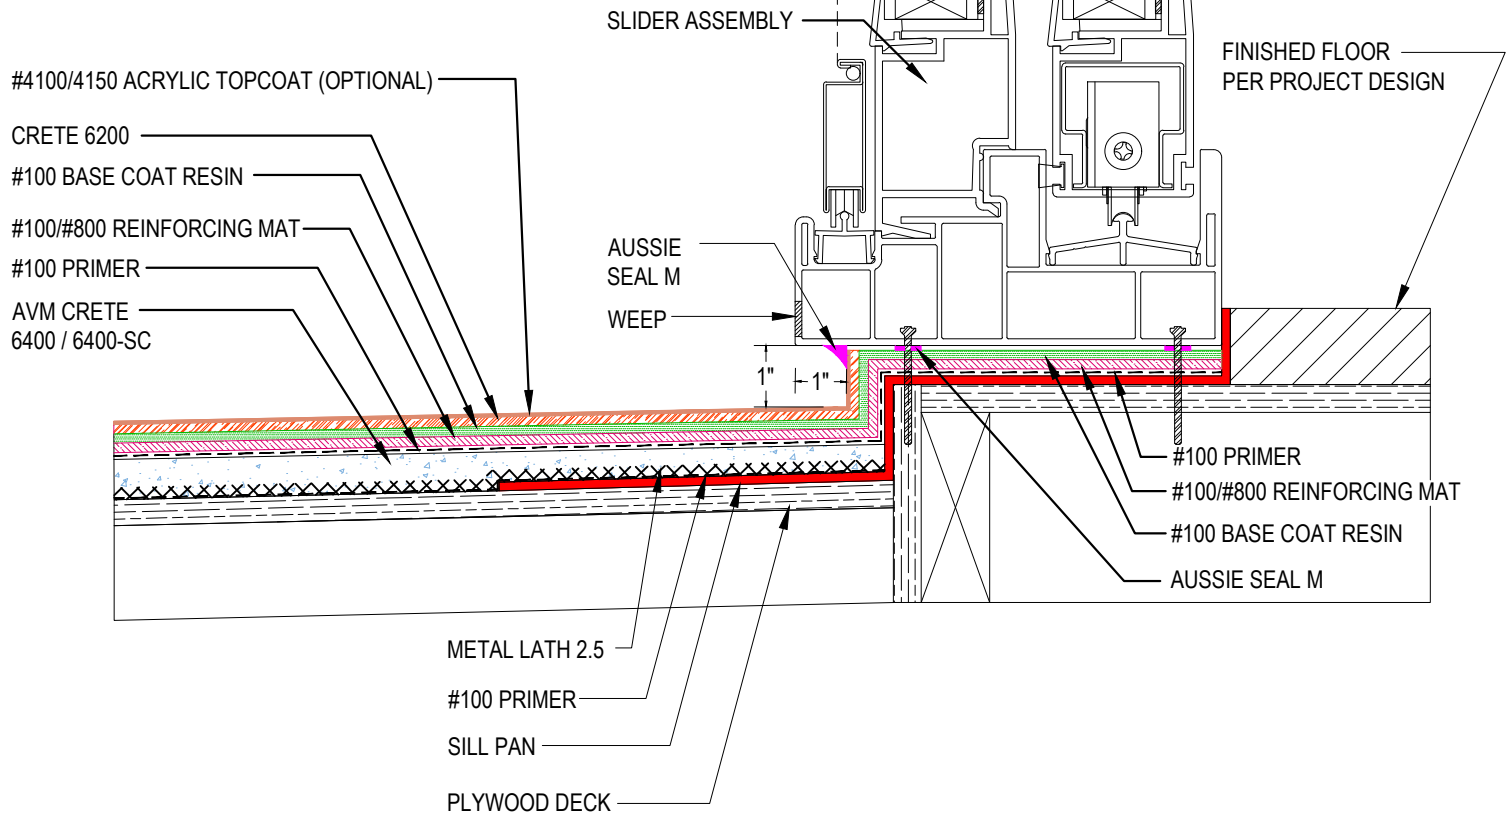 SLIDER ASSEMBLY
FINISHED FLOOR
PER PROJECT DESIGN
#4100/4150 ACRYLIC TOPCOAT (OPTIONAL)
CRETE 6200
#100 BASE COAT RESIN
#100/#800 REINFORCING MAT
#100 PRIMER
AVM CRETE
6400 / 6400-SC
AUSSIE
SEAL M
WEEP
1"
1"
#100 PRIMER
#100/#800 REINFORCING MAT
#100 BASE COAT RESIN
AUSSIE SEAL M
METAL LATH 2.5
#100 PRIMER
SILL PAN
PLYWOOD DECK